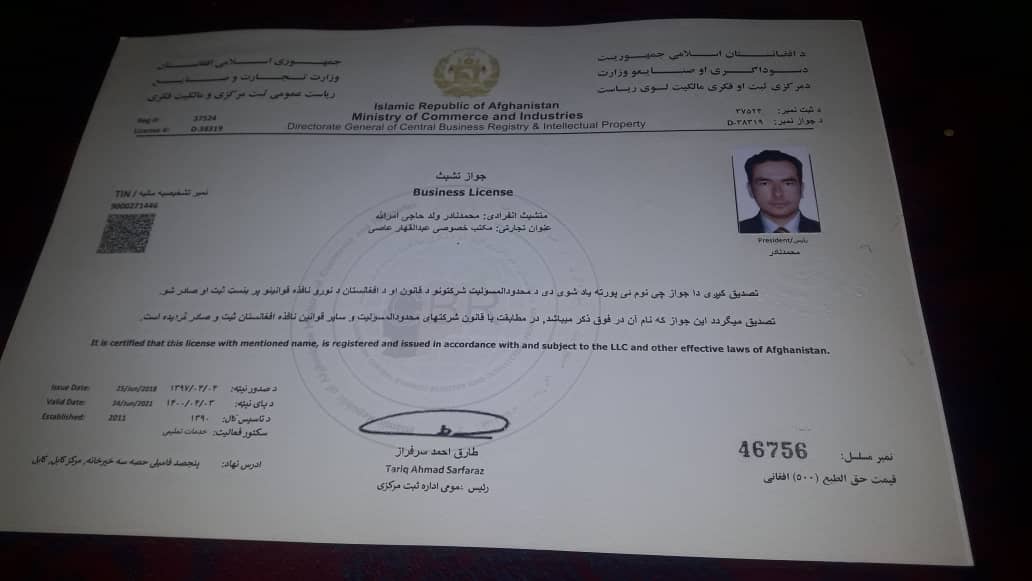 جمهوری اسلامی افغانستان
وزارت تجارت و صنایع
ریاست عمومی ثبت مرکزی و مالکیت فکری
Reg #: 37524
License #: D-38319
Islamic Republic of Afghanistan
Ministry of Commerce and Industries
Directorate General of Central Business Registry & Intellectual Property
د افغانستان اسلامی جمهوریت
د سوداگری او صنایعو وزارت
د مرکزی ثبت او فکری مالکیت لوی ریاست
د ثبت نمبر: ۳۷۵۲۴
د جواز نمبر: D-۳۸۳۱۹
جواز تشبث
Business License
نمبر تشخیصیه مالیه / TIN
9000271446
متشبث انفرادی: محمدنادر ولد حاجی امرالله
عنوان تجارتی: مکتب خصوصی عبدالقهار عاصی
رئیس/President
محمدنادر
تصدیق کیږی دا جواز چی نوم ئی پورته یاد شوی دی د محدودالمسؤلیت شرکتونو د قانون او د افغانستان د نورو نافذه قوانینو پر بنسټ ثبت او صادر شو.
تصدیق میگردد این جواز که نام آن در فوق ذکر میباشد, در مطابقت با قانون شرکتهای محدودالمسؤلیت و سایر قوانین نافذه افغانستان ثبت و صادر گردیده است.
It is certified that this license with mentioned name, is registered and issued in accordance with and subject to the LLC and other effective laws of Afghanistan.
Issue Date: 25/Jun/2018 د صدور نیټه: ۱۳۹۷/۰۴/۰۴
Valid Date: 24/Jun/2021 د پای نیټه: ۱۴۰۰/۰۴/۰۳
Established: 2011 د تاسیس کال: ۱۳۹۰
سکتور فعالیت: خدمات تعلیمی
آدرس نهاد: پنجصد فامیلی حصه سه خیرخانه, مرکز کابل, کابل
طارق احمد سرفراز
Tariq Ahmad Sarfaraz
رئیس عمومی اداره ثبت مرکزی
نمبر مسلسل: 46756
قیمت حق الطبع (۵۰۰) افغانی